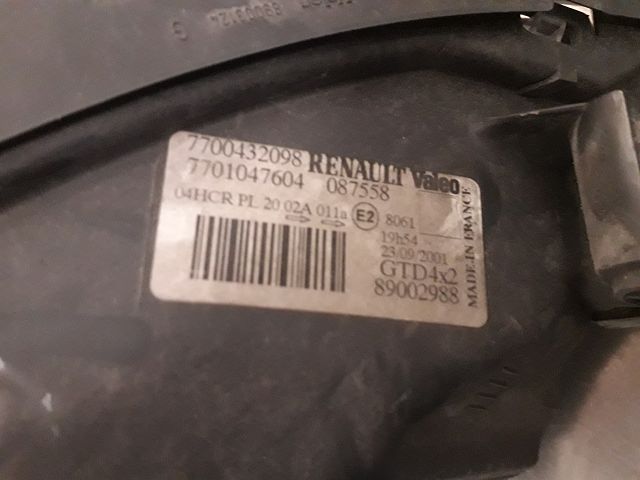 7700432098 RENAULT Valeo
7701047604 087558
04HCR PL 20 02A 011a E2 8061
19h54
23/09/2001
GTD4x2
89002988
MADE IN FRANCE